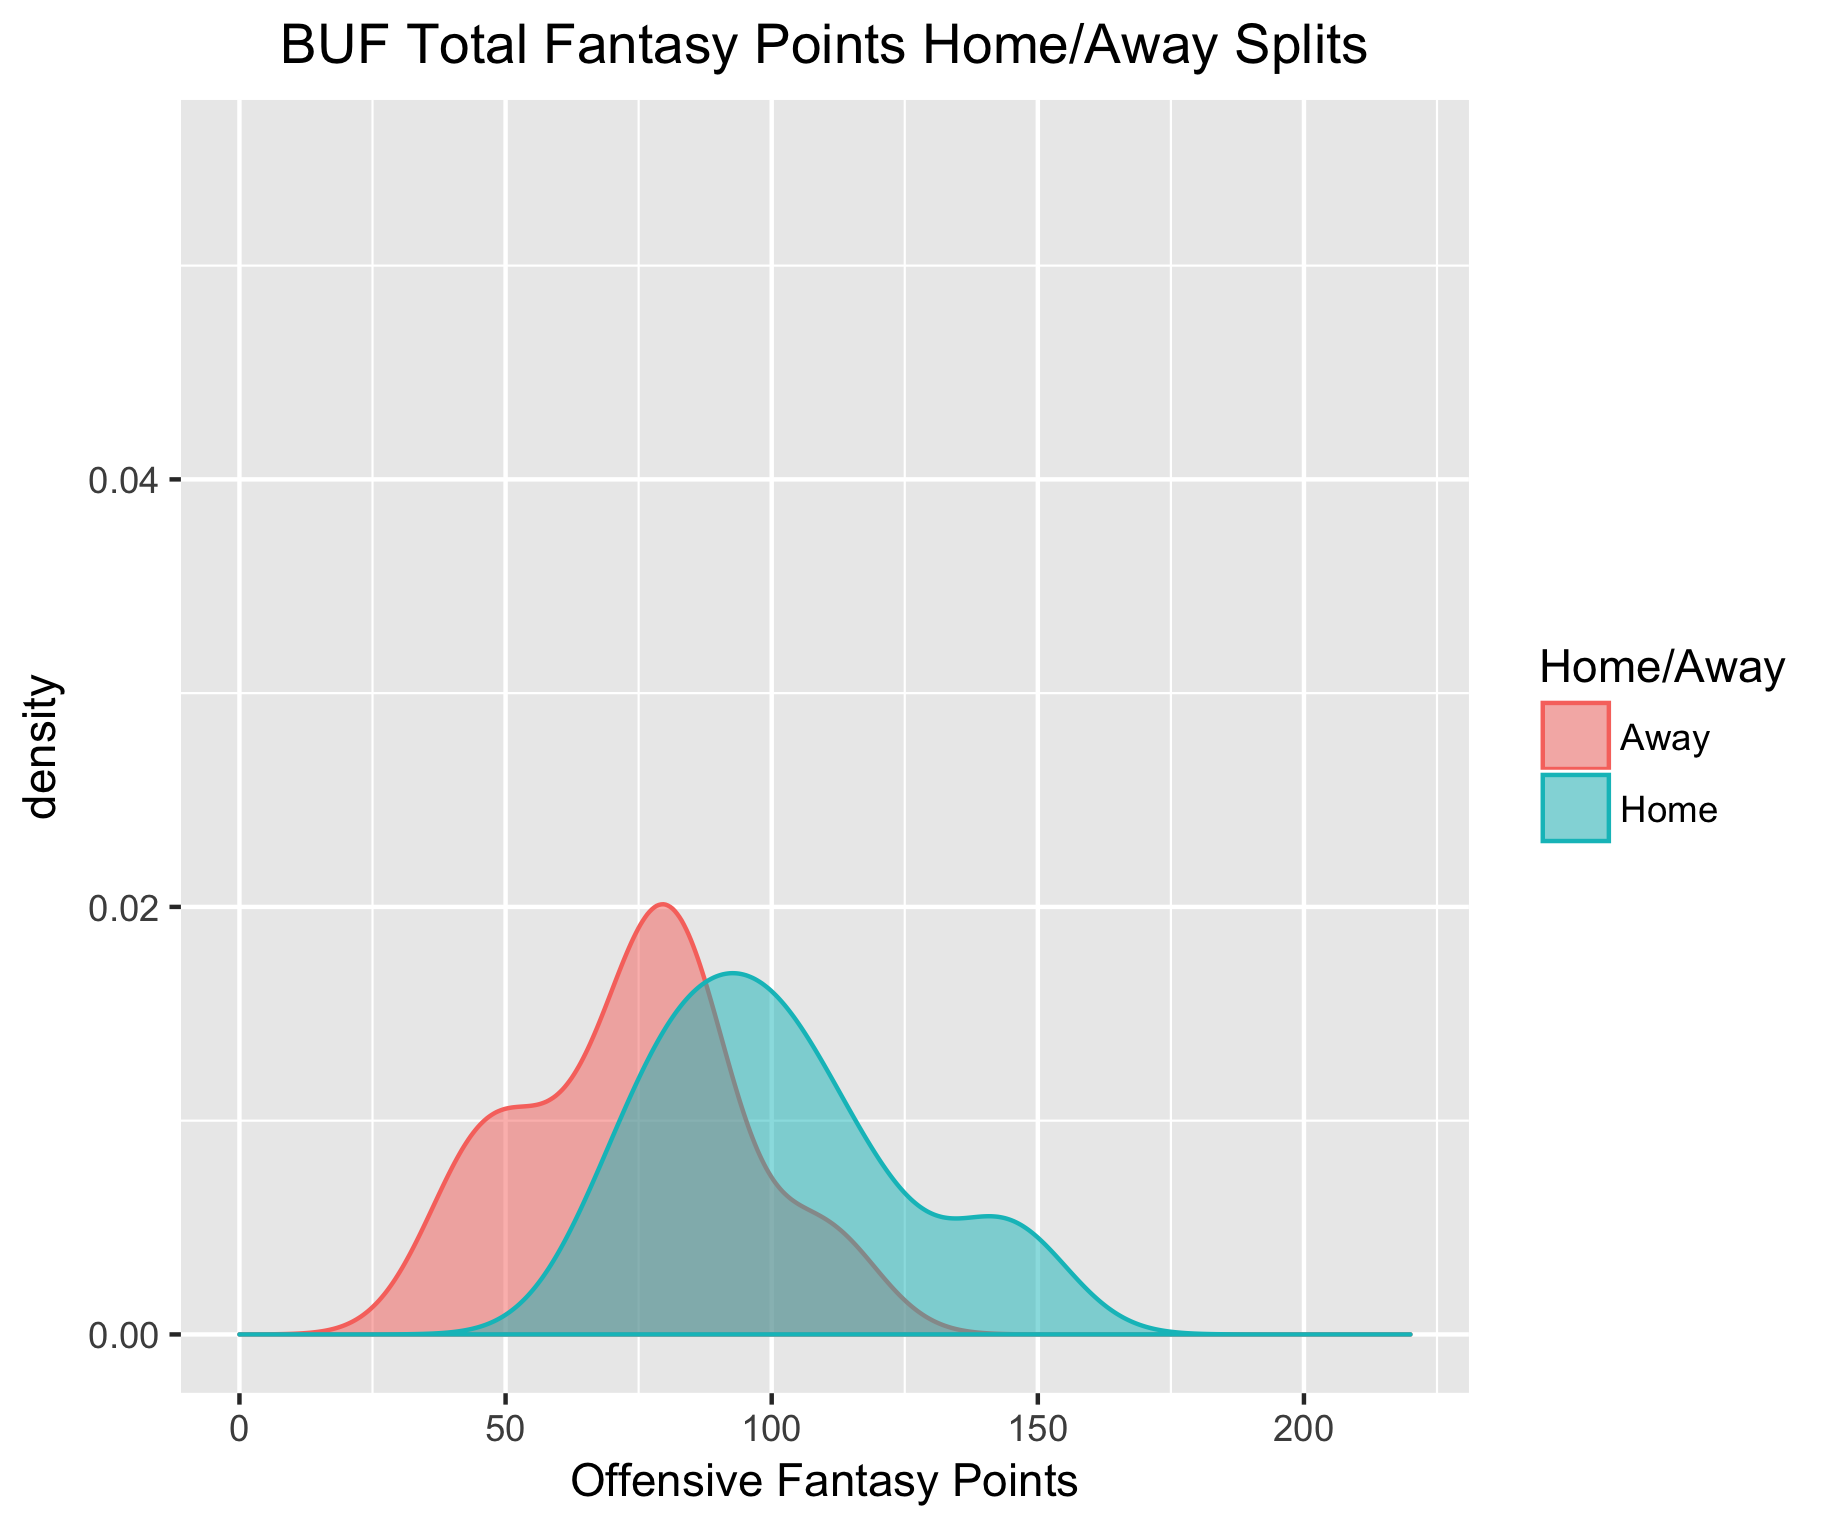 BUF Total Fantasy Points Home/Away Splits
density
0.04
0.02
0.00
0 50 100 150 200
Offensive Fantasy Points
Home/Away
Away
Home